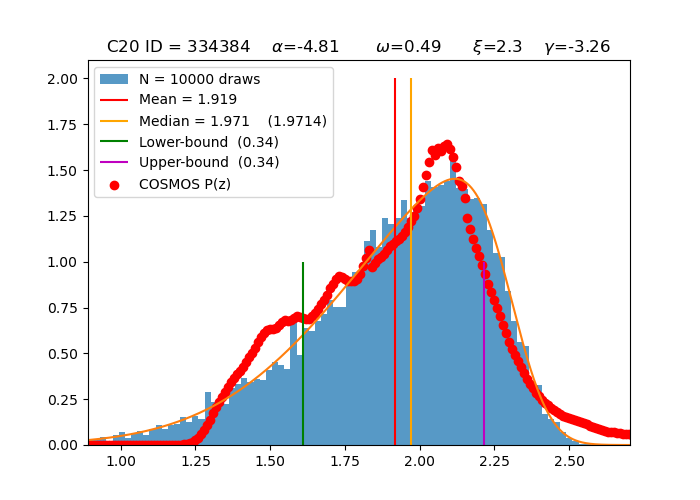 C20 ID = 334384 α=-4.81 ω=0.49 ξ=2.3 γ=-3.26
N = 10000 draws
Mean = 1.919
Median = 1.971 (1.9714)
Lower-bound (0.34)
Upper-bound (0.34)
COSMOS P(z)
2.00
1.75
1.50
1.25
1.00
0.75
0.50
0.25
0.00
1.00 1.25 1.50 1.75 2.00 2.25 2.50